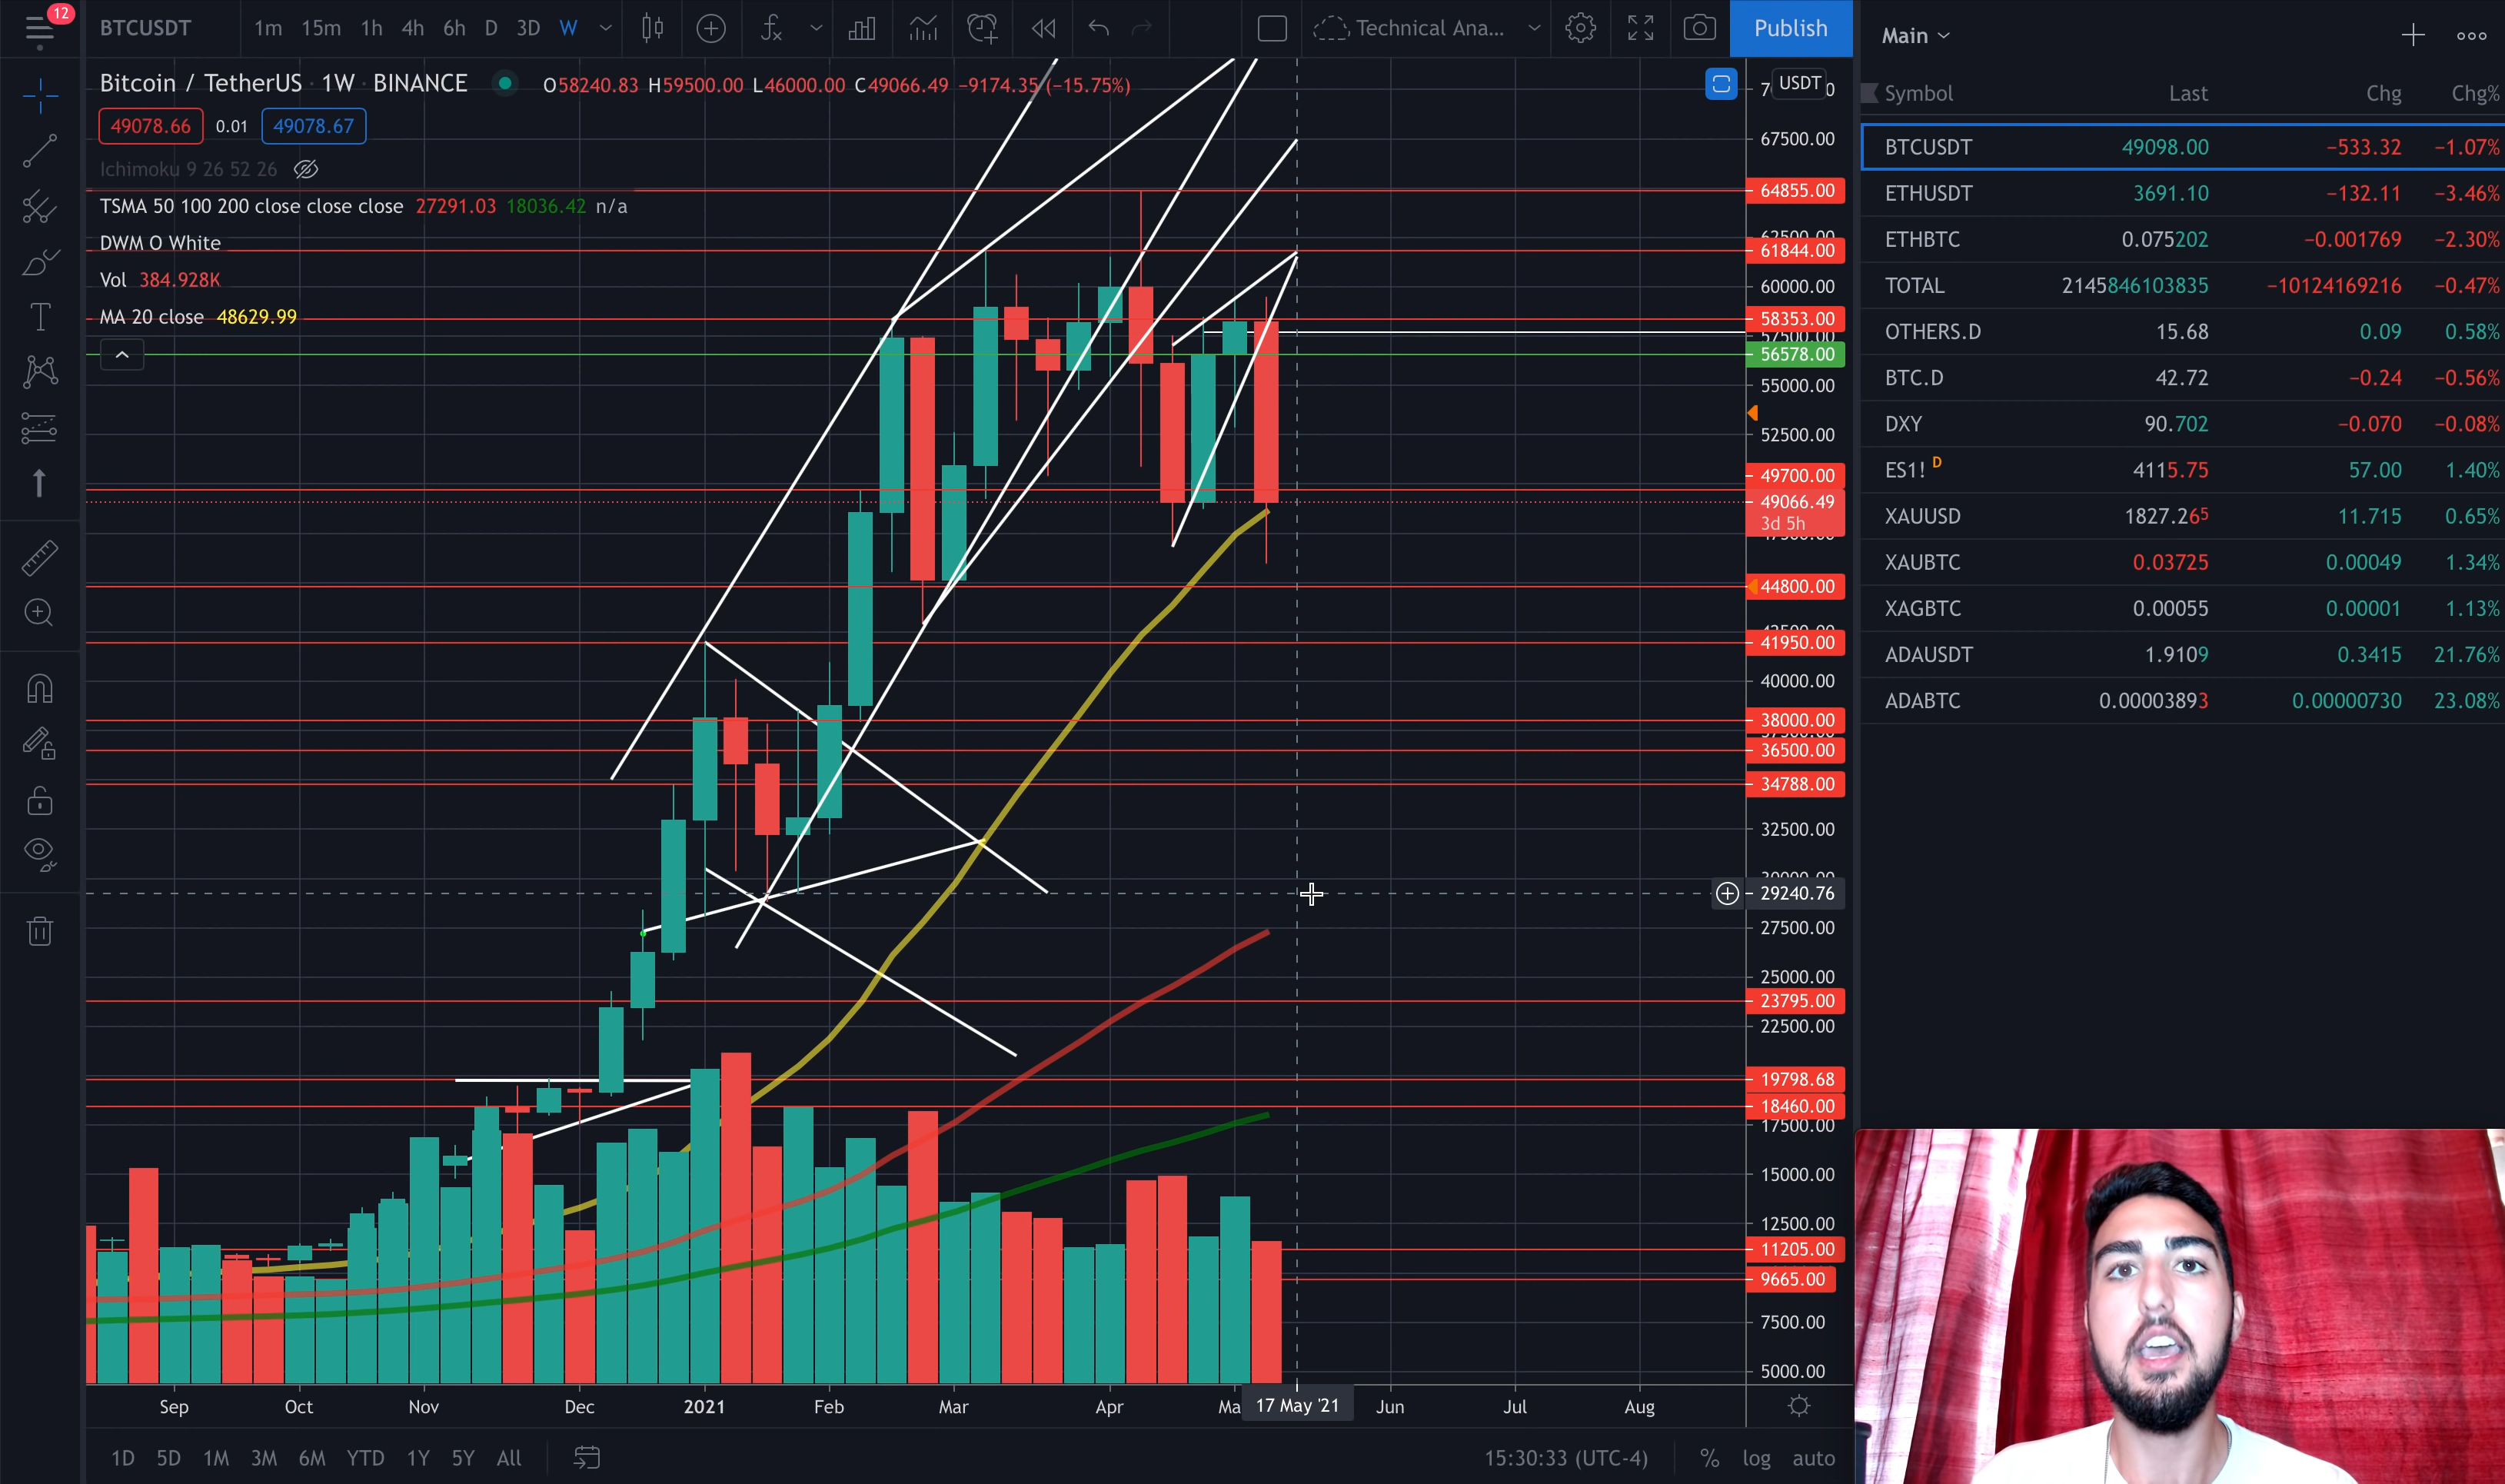 12
BTCUSDT 1m 15m 1h 4h 6h D 3D W Technical Ana... Publish
Bitcoin / TetherUS · 1W · BINANCE O58240.83 H59500.00 L46000.00 C49066.49 −9174.35 (−15.75%)
49078.66 0.01 49078.67
Ichimoku 9 26 52 26
TSMA 50 100 200 close close close 27291.03 18036.42 n/a
DWM O White
Vol 384.928K
MA 20 close 48629.99
USDT
67500.00
64855.00
62500.00
61844.00
60000.00
58353.00
57500.00
56578.00
55000.00
52500.00
49700.00
49066.49
3d 5h
47500.00
44800.00
42500.00
41950.00
40000.00
38000.00
37500.00
36500.00
34788.00
32500.00
30000.00
29240.76
27500.00
25000.00
23795.00
22500.00
19798.68
18460.00
17500.00
15000.00
12500.00
11205.00
9665.00
7500.00
5000.00
Sep Oct Nov Dec 2021 Feb Mar Apr Ma 17 May '21 Jun Jul Aug
1D 5D 1M 3M 6M YTD 1Y 5Y All 15:30:33 (UTC-4) % log auto
Main
Symbol Last Chg Chg%
BTCUSDT 49098.00 −533.32 −1.07%
ETHUSDT 3691.10 −132.11 −3.46%
ETHBTC 0.075202 −0.001769 −2.30%
TOTAL 2145846103835 −10124169216 −0.47%
OTHERS.D 15.68 0.09 0.58%
BTC.D 42.72 −0.24 −0.56%
DXY 90.702 −0.070 −0.08%
ES1! D 4115.75 57.00 1.40%
XAUUSD 1827.265 11.715 0.65%
XAUBTC 0.03725 0.00049 1.34%
XAGBTC 0.00055 0.00001 1.13%
ADAUSDT 1.9109 0.3415 21.76%
ADABTC 0.00003893 0.00000730 23.08%